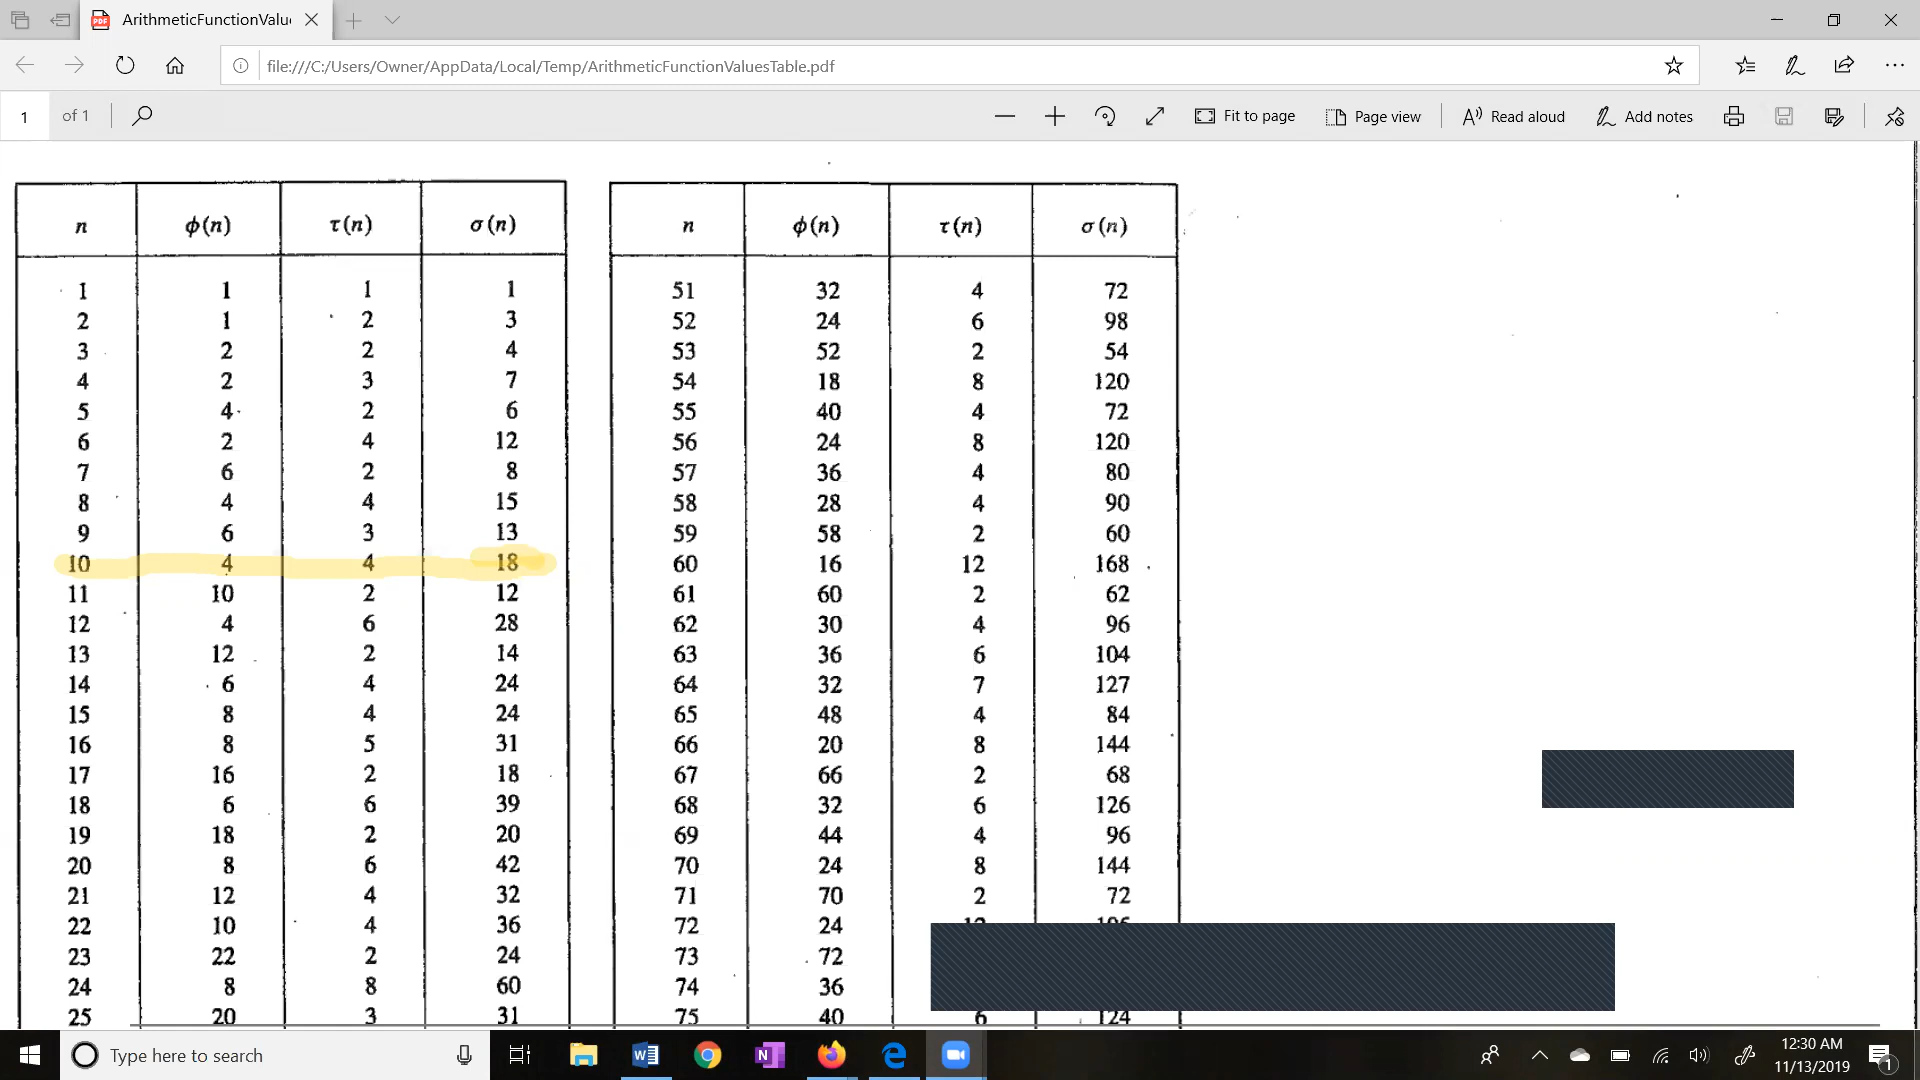 ArithmeticFunctionValu
file:///C:/Users/Owner/AppData/Local/Temp/ArithmeticFunctionValuesTable.pdf
1 of 1 Fit to page Page view Read aloud Add notes
n ϕ(n) τ(n) σ(n) n ϕ(n) τ(n) σ(n)
1 1 1 1 51 32 4 72
2 1 2 3 52 24 6 98
3 2 2 4 53 52 2 54
4 2 3 7 54 18 8 120
5 4 2 6 55 40 4 72
6 2 4 12 56 24 8 120
7 6 2 8 57 36 4 80
8 4 4 15 58 28 4 90
9 6 3 13 59 58 2 60
10 4 4 18 60 16 12 168
11 10 2 12 61 60 2 62
12 4 6 28 62 30 4 96
13 12 2 14 63 36 6 104
14 6 4 24 64 32 7 127
15 8 4 24 65 48 4 84
16 8 5 31 66 20 8 144
17 16 2 18 67 66 2 68
18 6 6 39 68 32 6 126
19 18 2 20 69 44 4 96
20 8 6 42 70 24 8 144
21 12 4 32 71 70 2 72
22 10 4 36 72 24
23 22 2 24 73 72
24 8 8 60 74 36
25 20 3 31 75 40 6 124
Type here to search
12:30 AM
11/13/2019
1